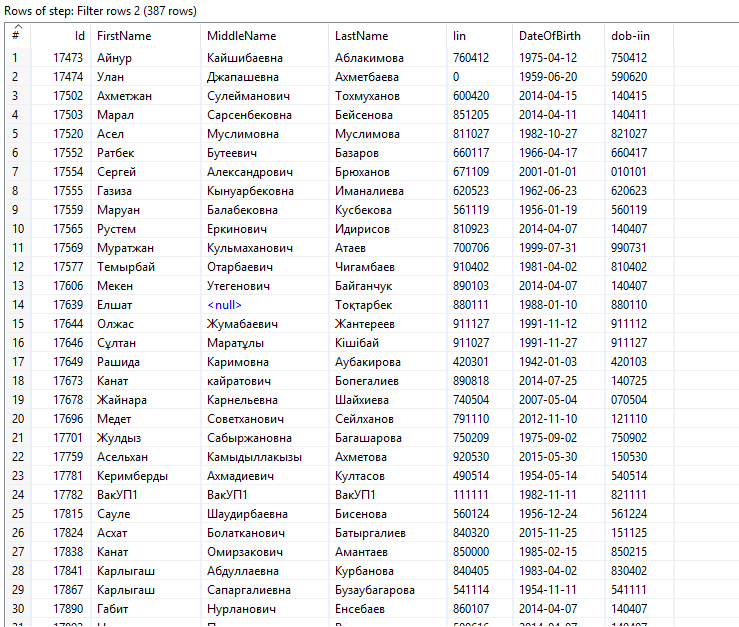 Rows of step: Filter rows 2 (387 rows)
# Id FirstName MiddleName LastName Iin DateOfBirth dob-iin
1 17473 Айнур Кайшибаевна Аблакимова 760412 1975-04-12 750412
2 17474 Улан Джапашевна Ахметбаева 0 1959-06-20 590620
3 17502 Ахметжан Сулейманович Тохмуханов 600420 2014-04-15 140415
4 17503 Марал Сарсенбековна Бейсенова 851205 2014-04-11 140411
5 17520 Асел Муслимовна Муслимова 811027 1982-10-27 821027
6 17552 Ратбек Бутеевич Базаров 660117 1966-04-17 660417
7 17554 Сергей Александрович Брюханов 671109 2001-01-01 010101
8 17555 Газиза Кынуарбековна Иманалиева 620523 1962-06-23 620623
9 17559 Маруан Балабековна Кусбекова 561119 1956-01-19 560119
10 17565 Рустем Еркинович Идирисов 810923 2014-04-07 140407
11 17569 Муратжан Кульмаханович Атаев 700706 1999-07-31 990731
12 17577 Темырбай Отарбаевич Чигамбаев 910402 1981-04-02 810402
13 17606 Мекен Утегенович Байганчук 890103 2014-04-07 140407
14 17639 Елшат <null> Тоқтарбек 880111 1988-01-10 880110
15 17644 Олжас Жумабаевич Жантереев 911127 1991-11-12 911112
16 17646 Сұлтан Маратұлы Кішібай 911027 1991-11-27 911127
17 17649 Рашида Каримовна Аубакирова 420301 1942-01-03 420103
18 17673 Канат кайратович Бопегалиев 890818 2014-07-25 140725
19 17678 Жайнара Карнельевна Шайхиева 740504 2007-05-04 070504
20 17696 Медет Советханович Сейлханов 791110 2012-11-10 121110
21 17701 Жулдыз Сабыржановна Багашарова 750209 1975-09-02 750902
22 17759 Асельхан Камыдыллакызы Ахметова 920530 2015-05-30 150530
23 17781 Керимберды Ахмадиевич Култасов 490514 1954-05-14 540514
24 17782 ВакУП1 ВакУП1 ВакУП1 111111 1982-11-11 821111
25 17815 Сауле Шаудирбаевна Бисенова 560124 1956-12-24 561224
26 17824 Асхат Болатканович Батыргалиев 840320 2015-11-25 151125
27 17838 Канат Омирзакович Амантаев 850000 1985-02-15 850215
28 17841 Карлыгаш Абдуллаевна Курбанова 840405 1983-04-02 830402
29 17867 Карлыгаш Сапаргалиевна Бузаубагарова 541114 1954-11-11 541111
30 17890 Габит Нурланович Енсебаев 860107 2014-04-07 140407